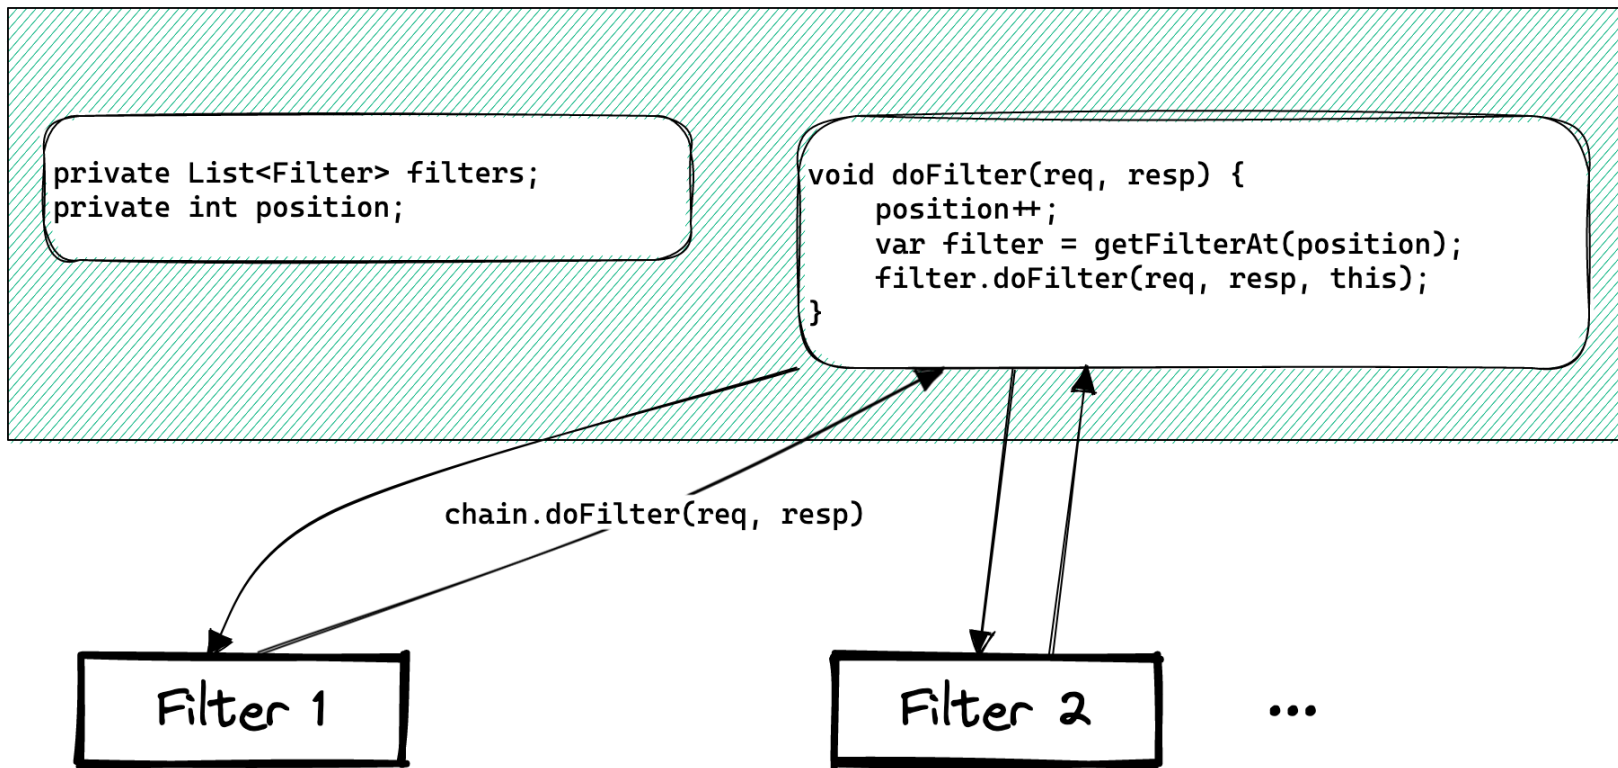 private List<Filter> filters;
private int position;
void doFilter(req, resp) {
    position++;
    var filter = getFilterAt(position);
    filter.doFilter(req, resp, this);
}
chain.doFilter(req, resp)
Filter 1
Filter 2
...